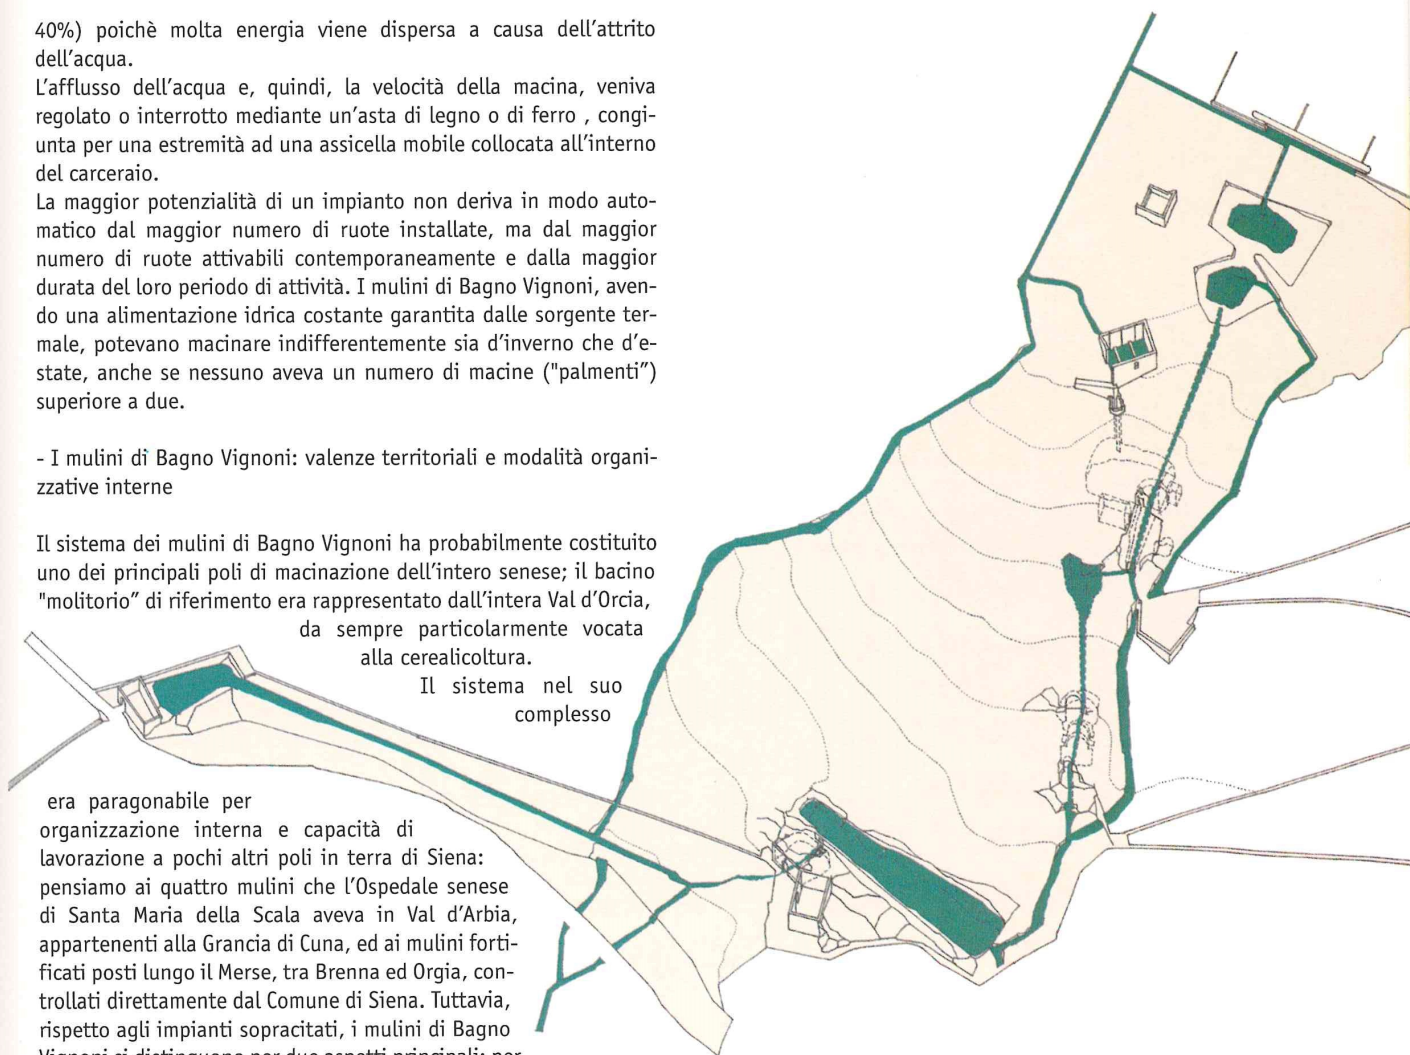 40%) poichè molta energia viene dispersa a causa dell'attrito
dell'acqua.
L'afflusso dell'acqua e, quindi, la velocità della macina, veniva
regolato o interrotto mediante un'asta di legno o di ferro , congi-
unta per una estremità ad una assicella mobile collocata all'interno
del carceraio.
La maggior potenzialità di un impianto non deriva in modo auto-
matico dal maggior numero di ruote installate, ma dal maggior
numero di ruote attivabili contemporaneamente e dalla maggior
durata del loro periodo di attività. I mulini di Bagno Vignoni, aven-
do una alimentazione idrica costante garantita dalle sorgente ter-
male, potevano macinare indifferentemente sia d'inverno che d'e-
state, anche se nessuno aveva un numero di macine ("palmenti")
superiore a due.
- I mulini di Bagno Vignoni: valenze territoriali e modalità organi-
zzative interne
Il sistema dei mulini di Bagno Vignoni ha probabilmente costituito
uno dei principali poli di macinazione dell'intero senese; il bacino
"molitorio" di riferimento era rappresentato dall'intera Val d'Orcia,
da sempre particolarmente vocata
alla cerealicoltura.
Il sistema nel suo
complesso
era paragonabile per
organizzazione interna e capacità di
lavorazione a pochi altri poli in terra di Siena:
pensiamo ai quattro mulini che l'Ospedale senese
di Santa Maria della Scala aveva in Val d'Arbia,
appartenenti alla Grancia di Cuna, ed ai mulini forti-
ficati posti lungo il Merse, tra Brenna ed Orgia, con-
trollati direttamente dal Comune di Siena. Tuttavia,
rispetto agli impianti sopracitati, i mulini di Bagno
Vignoni si distinguono per due aspetti principali: per